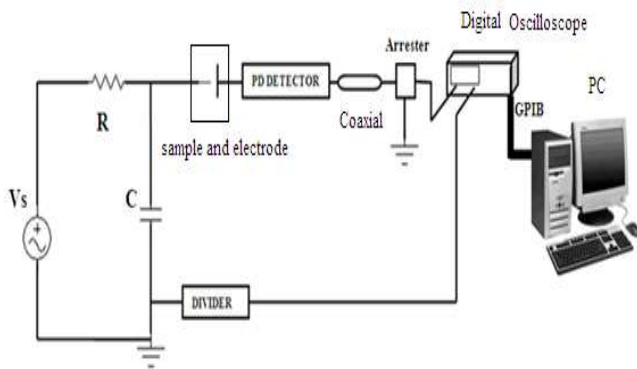 Digital Oscilloscope
Arrester
PD DETECTOR
PC
R
Coaxial
GPIB
sample and electrode
Vs
C
DIVIDER